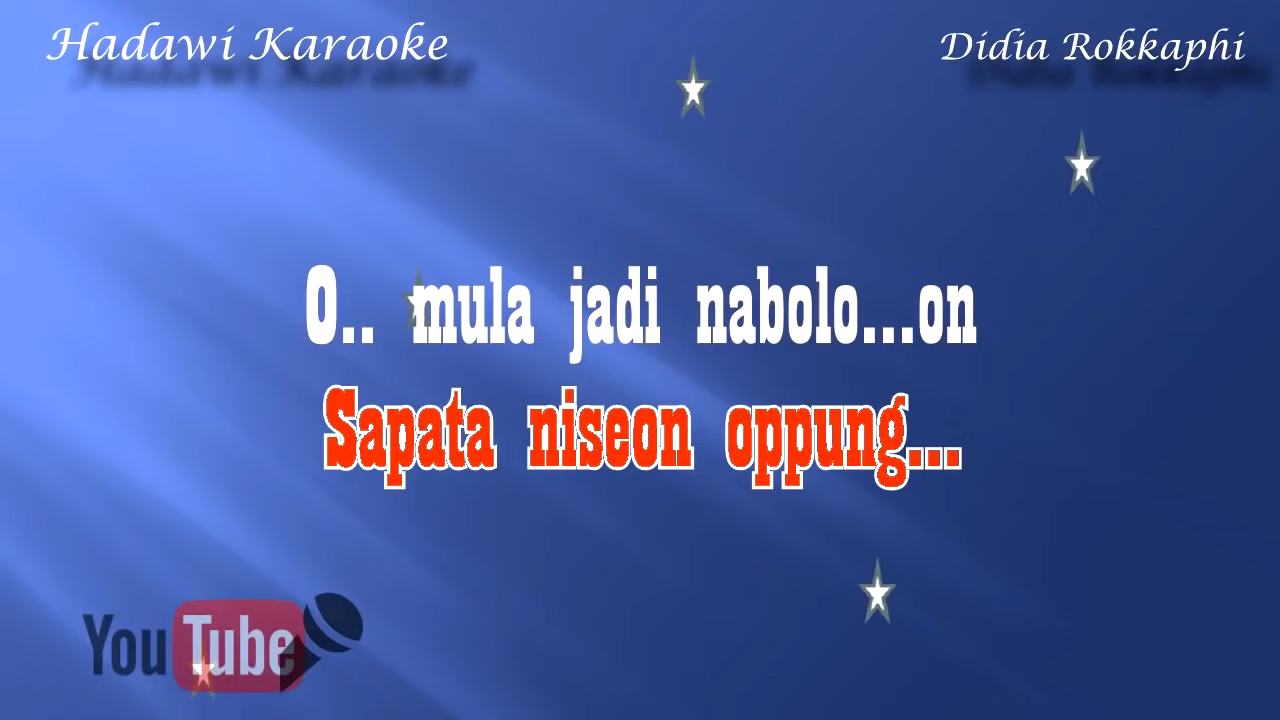 Hadawi Karaoke
Didia Rokkaphi
O.. mula jadi nabolo...on
Sapata niseon oppung...
YouTube